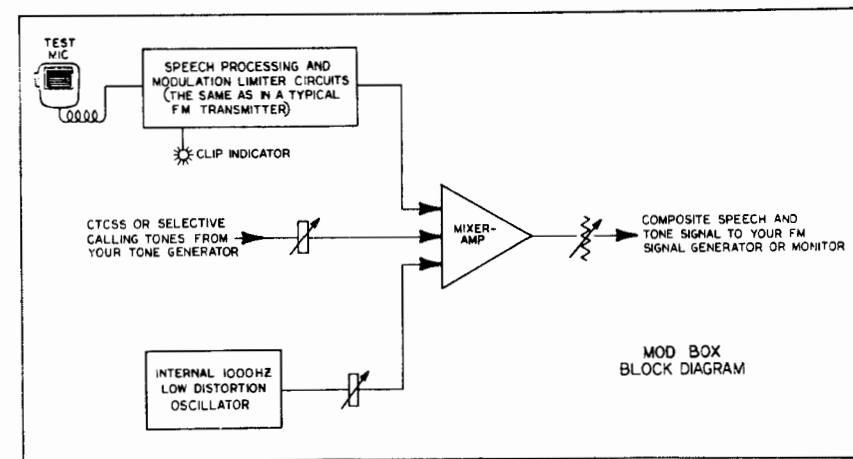 TEST
MIC
SPEECH PROCESSING AND
MODULATION LIMITER CIRCUITS
(THE SAME AS IN A TYPICAL
FM TRANSMITTER)
CLIP INDICATOR
CTCSS OR SELECTIVE
CALLING TONES FROM
YOUR TONE GENERATOR
MIXER-
AMP
COMPOSITE SPEECH AND
TONE SIGNAL TO YOUR FM
SIGNAL GENERATOR OR MONITOR
INTERNAL 1000HZ
LOW DISTORTION
OSCILLATOR
MOD BOX
BLOCK DIAGRAM